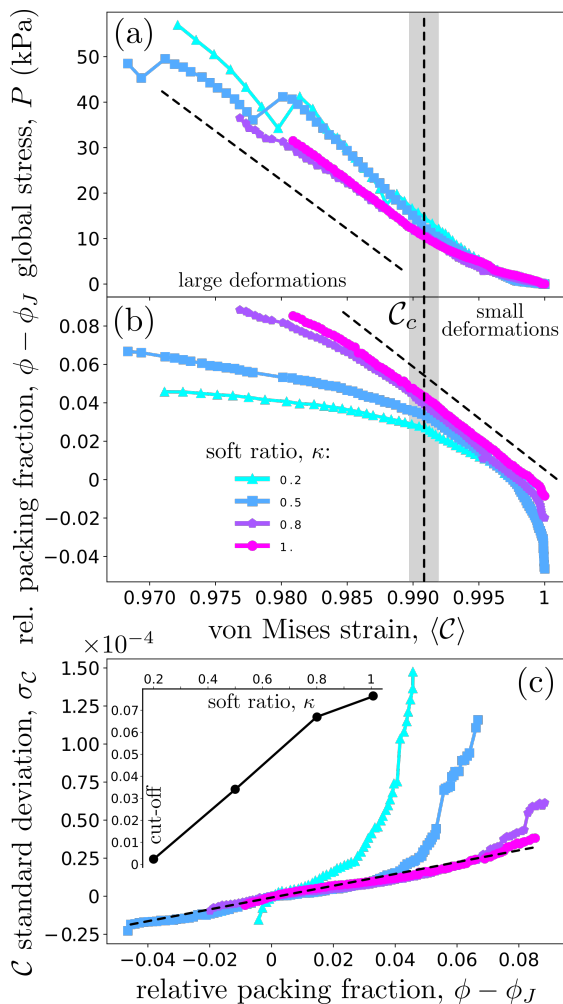 (a)
global stress, P (kPa)
60
50
40
30
20
10
0
large deformations
(b)
C_c
small
deformations
rel. packing fraction, ϕ − ϕ_J
0.08
0.06
0.04
0.02
0
−0.02
−0.04
soft ratio, κ:
0.2
0.5
0.8
1.
0.970 0.975 0.980 0.985 0.990 0.995 1
von Mises strain, ⟨C⟩
×10⁻⁴
(c)
C standard deviation, σ_C
1.50
1.25
1.00
0.75
0.50
0.25
0
−0.25
0.2 0.4 0.6 0.8 1
soft ratio, κ
cut-off
0.07
0.06
0.05
0.04
0.03
0.02
0.01
0
−0.04 −0.02 0 0.02 0.04 0.06 0.08
relative packing fraction, ϕ − ϕ_J